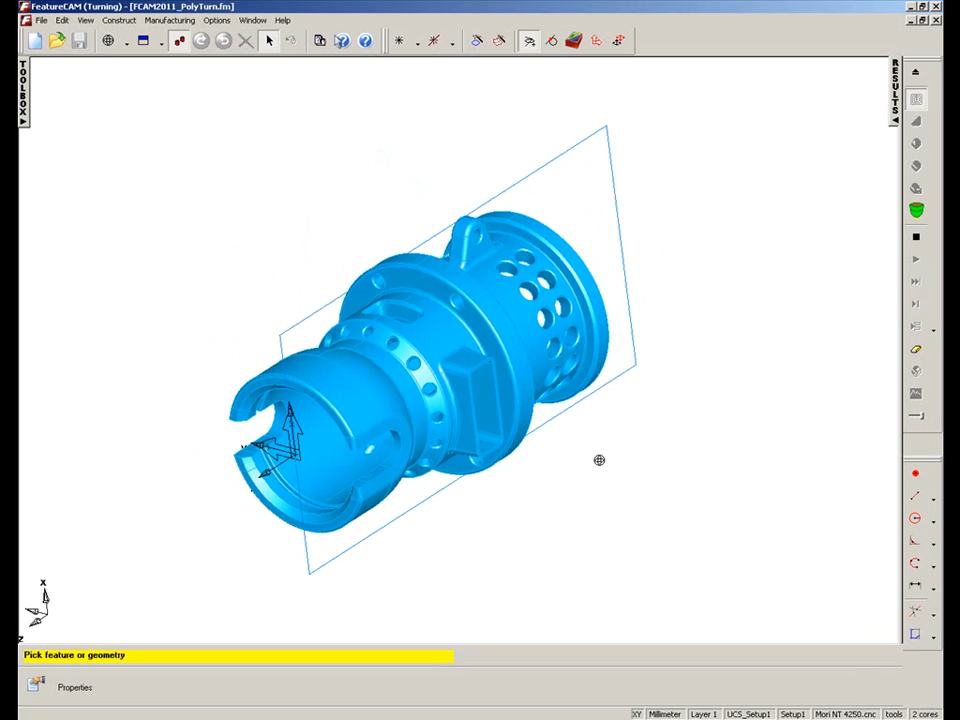 FeatureCAM (Turning) - [FCAM2011_PolyTurn.fm]
File Edit View Construct Manufacturing Options Window Help
TOOLBOX
RESULTS
X
Z
Pick feature or geometry
Properties
XY Millimeter Layer 1 UCS_Setup1 Setup1 Mori NT 4250.cnc tools 2 cores